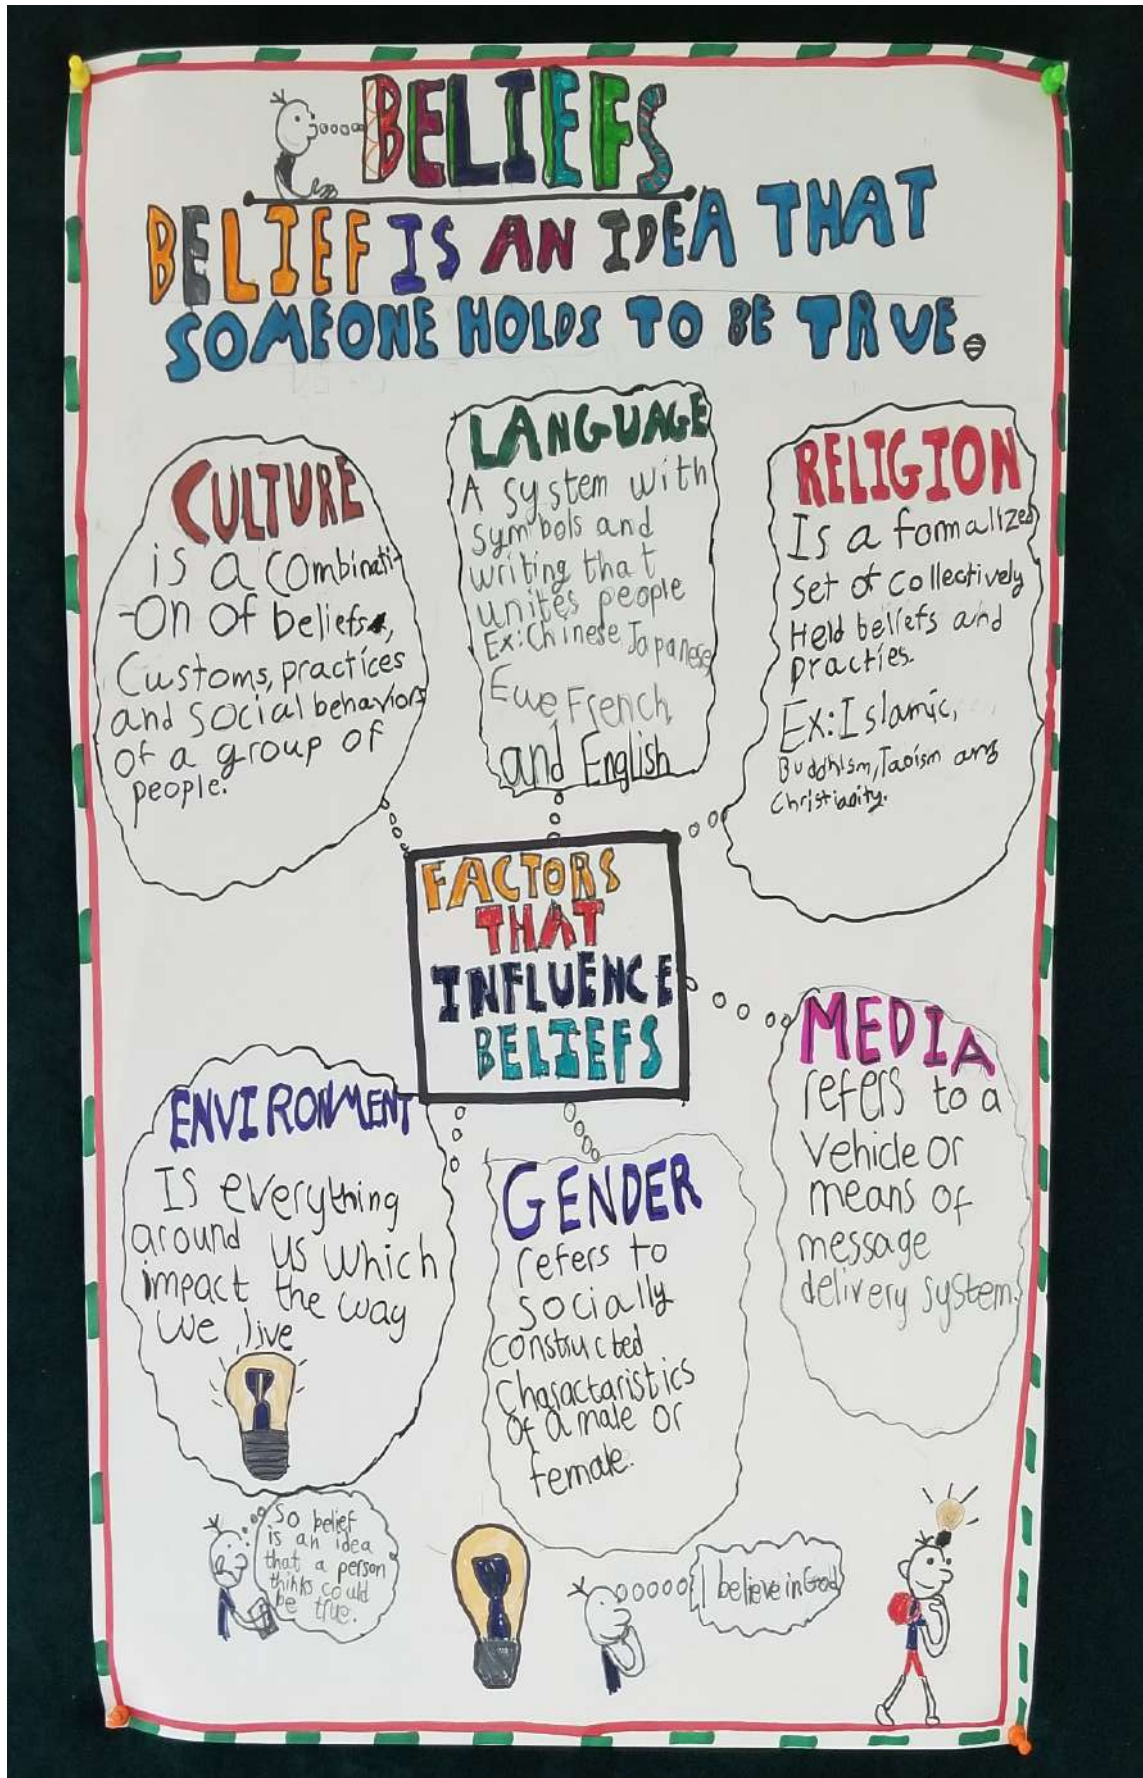 BELIEFS
BELIEF IS AN IDEA THAT
SOMEONE HOLDS TO BE TRUE.
CULTURE
is a combinati-
-on of beliefs,
Customs, practices
and social behaviors
of a group of
people.
LANGUAGE
A system with
symbols and
writing that
unites people
Ex: Chinese Japanese,
Ewe, French
and English
RELIGION
Is a formalized
set of collectively
Held beliefs and
practies.
Ex: Islamic,
Buddhism, Taoism and
Christianity.
FACTORS
THAT
INFLUENCE
BELIEFS
MEDIA
refers to a
vehicle or
means of
message
delivery system.
ENVIRONMENT
Is everything
around us which
impact the way
we live
GENDER
refers to
socially
constructed
charactaristics
of a male or
female.
So belief
is an idea
that a person
thinks could
be true.
I believe in God